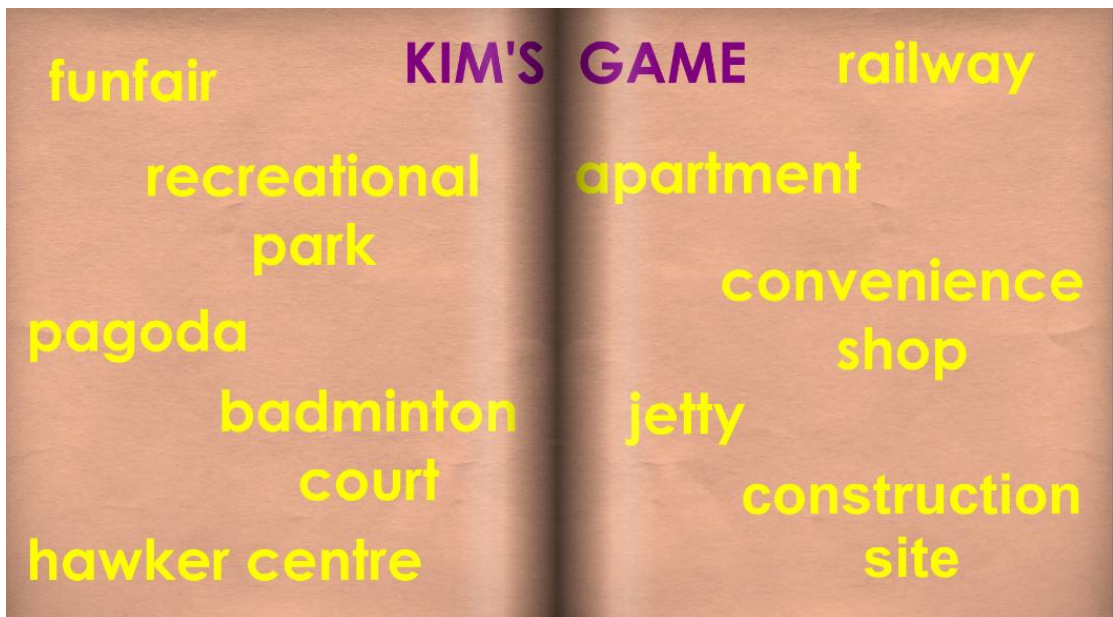 KIM'S GAME
funfair
recreational
park
pagoda
badminton
court
hawker centre
railway
apartment
convenience
shop
jetty
construction
site